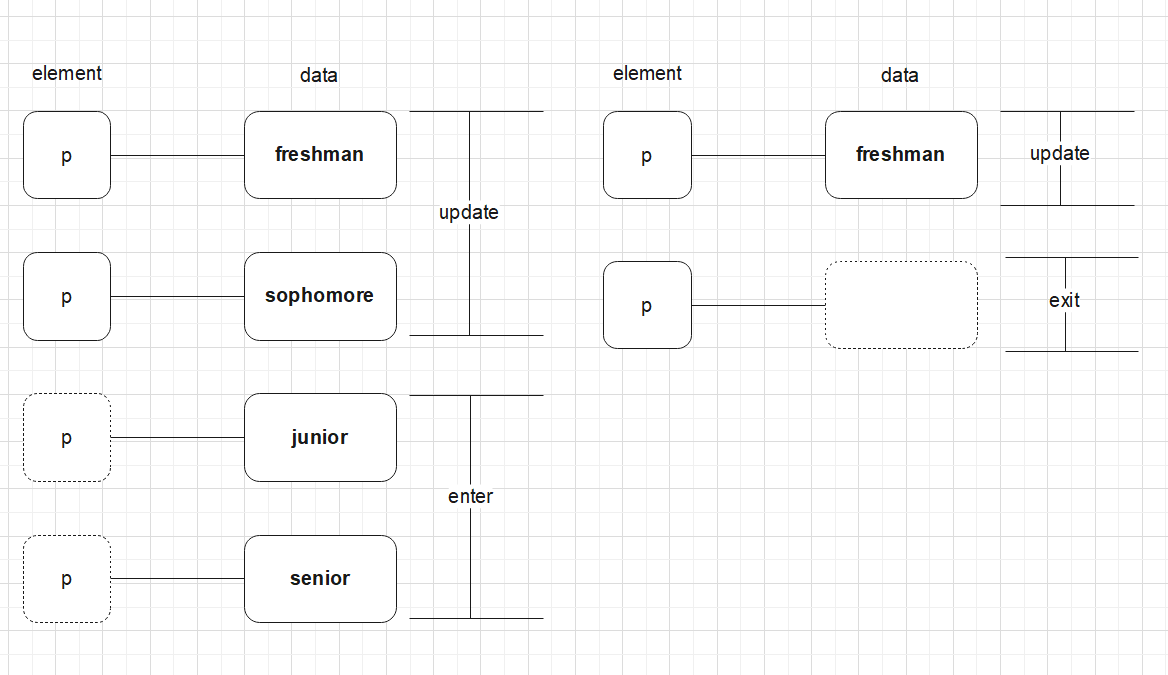 element
data
p
freshman
update
p
sophomore
p
junior
enter
p
senior
element
data
p
freshman
update
p
exit